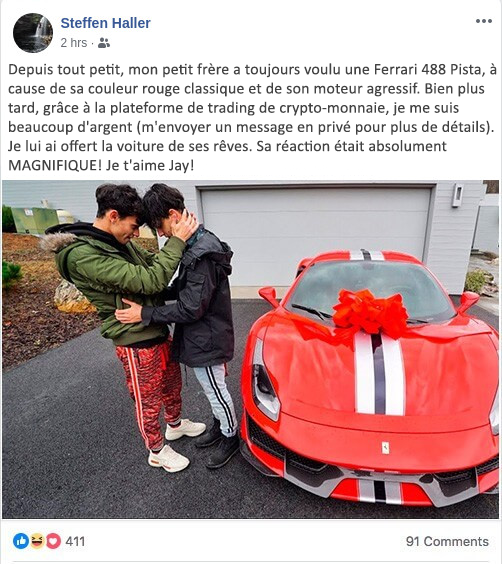 Steffen Haller
2 hrs ·
Depuis tout petit, mon petit frère a toujours voulu une Ferrari 488 Pista, à
cause de sa couleur rouge classique et de son moteur agressif. Bien plus
tard, grâce à la plateforme de trading de crypto-monnaie, je me suis
beaucoup d'argent (m'envoyer un message en privé pour plus de détails).
Je lui ai offert la voiture de ses rêves. Sa réaction était absolument
MAGNIFIQUE! Je t'aime Jay!
411
91 Comments